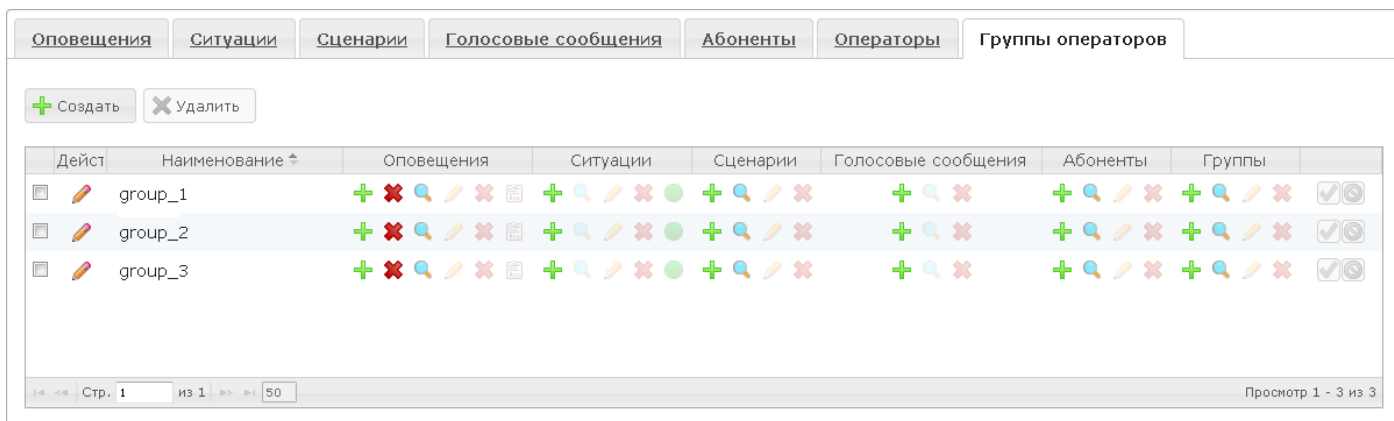 Оповещения Ситуации Сценарии Голосовые сообщения Абоненты Операторы Группы операторов
Создать Удалить
Дейст Наименование Оповещения Ситуации Сценарии Голосовые сообщения Абоненты Группы
group_1
group_2
group_3
Стр. 1 из 1 50 Просмотр 1 - 3 из 3